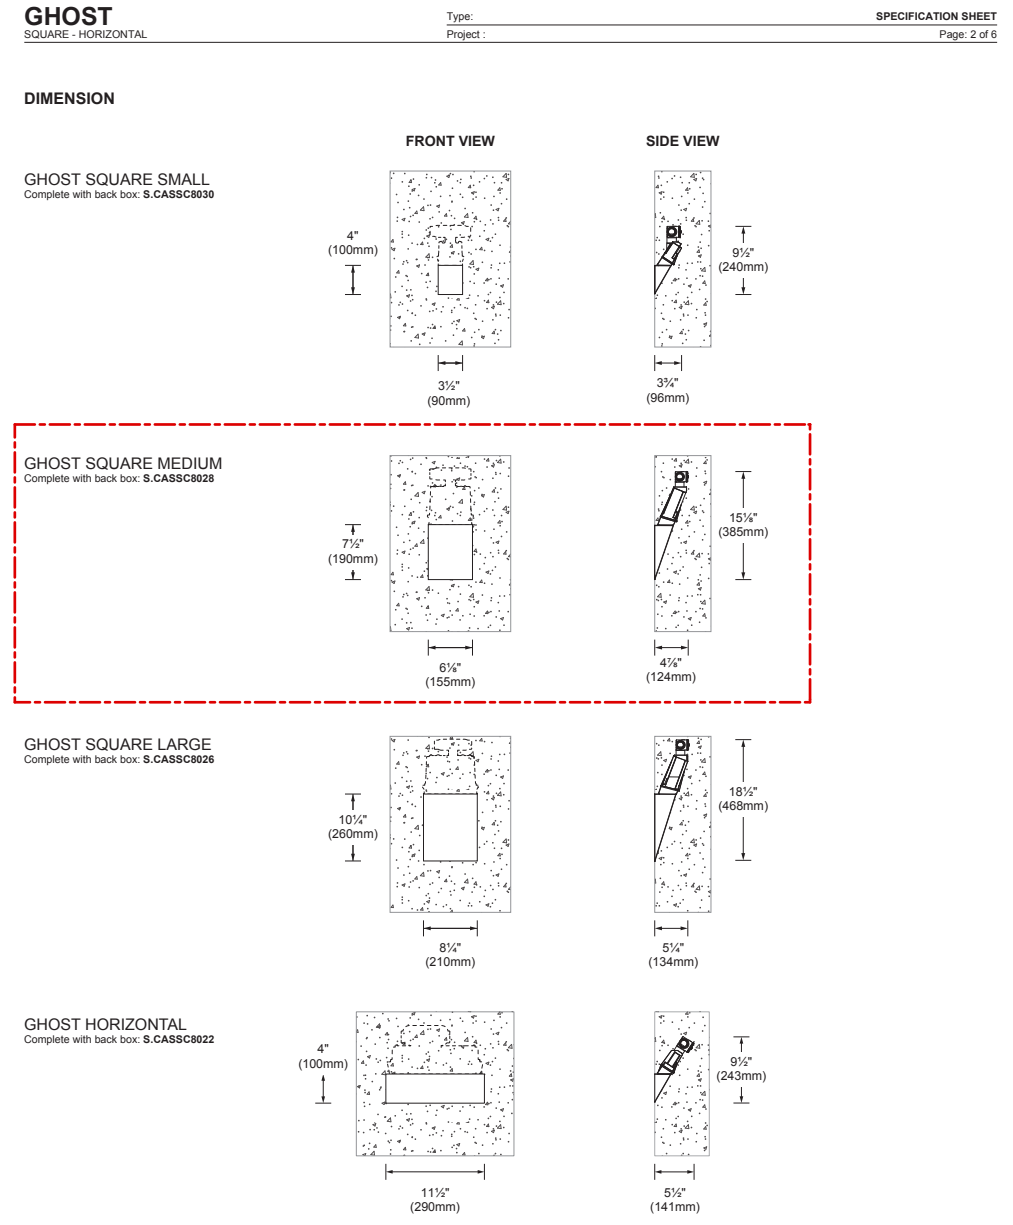 GHOST
SQUARE - HORIZONTAL
Type:
Project :
SPECIFICATION SHEET
Page: 2 of 6
DIMENSION
FRONT VIEW
SIDE VIEW
GHOST SQUARE SMALL
Complete with back box: S.CASSC8030
4"
(100mm)
3½"
(90mm)
9½"
(240mm)
3¾"
(96mm)
GHOST SQUARE MEDIUM
Complete with back box: S.CASSC8028
7½"
(190mm)
6⅛"
(155mm)
15⅛"
(385mm)
4⅞"
(124mm)
GHOST SQUARE LARGE
Complete with back box: S.CASSC8026
10¼"
(260mm)
8¼"
(210mm)
18½"
(468mm)
5¼"
(134mm)
GHOST HORIZONTAL
Complete with back box: S.CASSC8022
4"
(100mm)
11½"
(290mm)
9½"
(243mm)
5½"
(141mm)